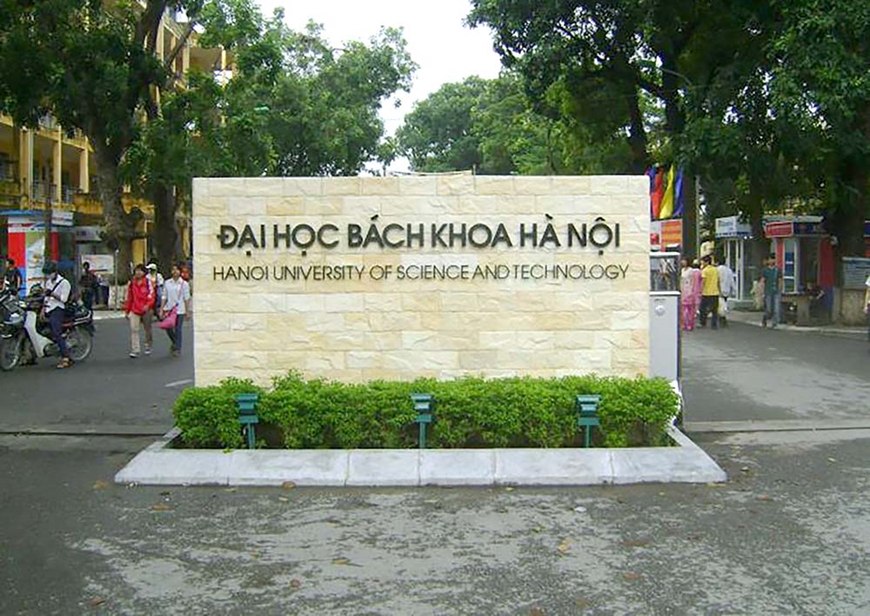 ĐẠI HỌC BÁCH KHOA HÀ NỘI
HANOI UNIVERSITY OF SCIENCE AND TECHNOLOGY